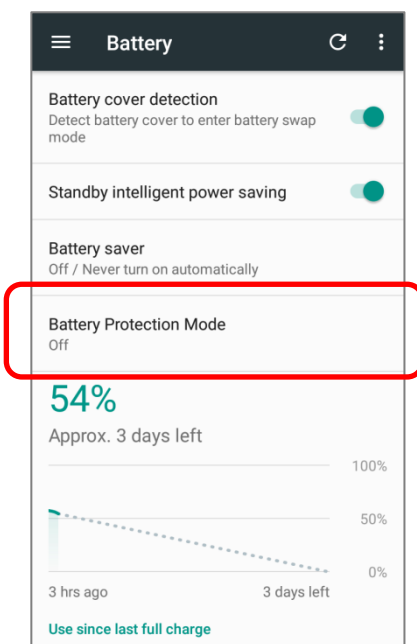 Battery
Battery cover detection
Detect battery cover to enter battery swap
mode
Standby intelligent power saving
Battery saver
Off / Never turn on automatically
Battery Protection Mode
Off
54%
Approx. 3 days left
100%
50%
0%
3 hrs ago 3 days left
Use since last full charge